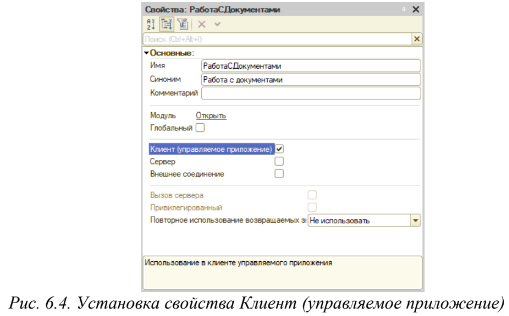 Свойства: РаботаСДокументами
Поиск (Ctrl+Alt+I)
Основные:
Имя РаботаСДокументами
Синоним Работа с документами
Комментарий
Модуль Открыть
Глобальный
Клиент (управляемое приложение)
Сервер
Внешнее соединение
Вызов сервера
Привилегированный
Повторное использование возвращаемых зн Не использовать
Использование в клиенте управляемого приложения
Рис. 6.4. Установка свойства Клиент (управляемое приложение)